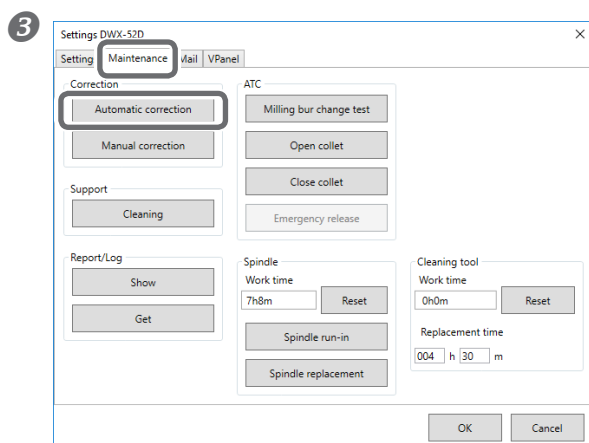 3
Settings DWX-52D
Setting Maintenance Mail VPanel
Correction
Automatic correction
Manual correction
Support
Cleaning
Report/Log
Show
Get
ATC
Milling bur change test
Open collet
Close collet
Emergency release
Spindle
Work time
7h8m Reset
Spindle run-in
Spindle replacement
Cleaning tool
Work time
0h0m Reset
Replacement time
004 h 30 m
OK Cancel